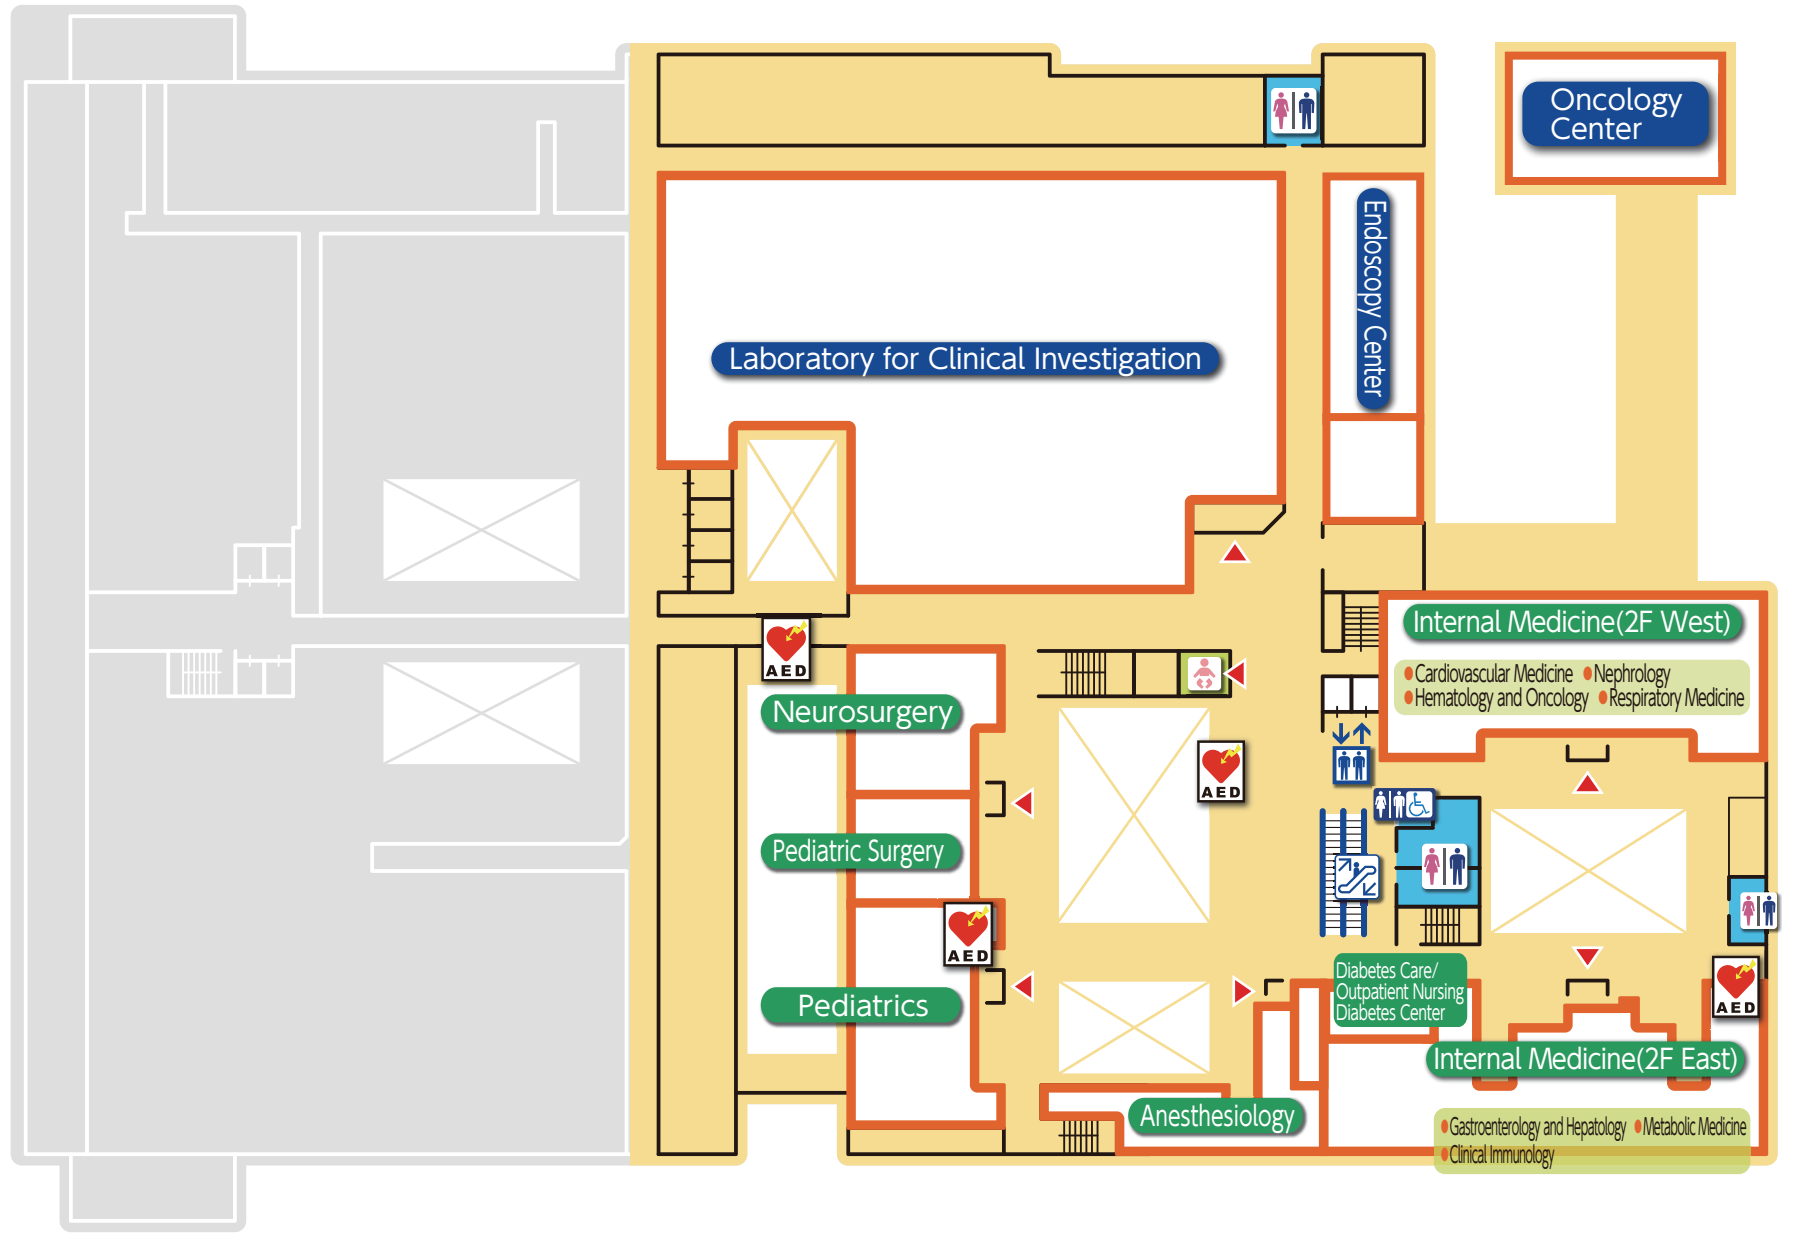 Oncology
Center
Endoscopy Center
Laboratory for Clinical Investigation
Internal Medicine(2F West)
Cardiovascular Medicine
Nephrology
Hematology and Oncology
Respiratory Medicine
AED
Neurosurgery
AED
Pediatric Surgery
AED
Pediatrics
Diabetes Care/
Outpatient Nursing
Diabetes Center
AED
Internal Medicine(2F East)
Anesthesiology
Gastroenterology and Hepatology
Metabolic Medicine
Clinical Immunology